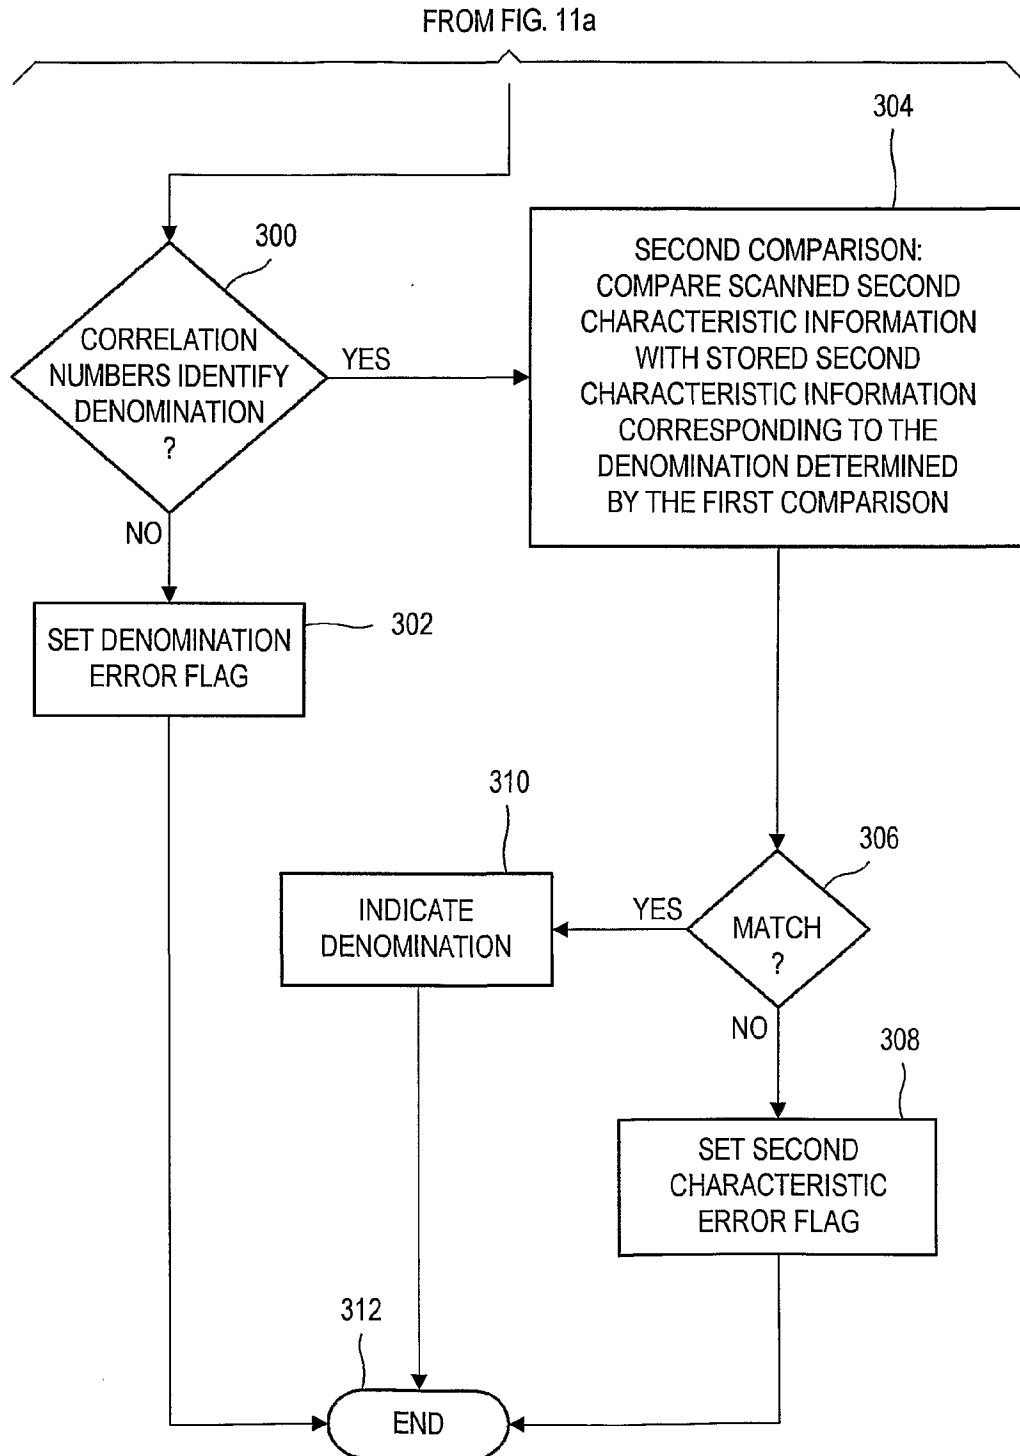 FROM FIG. 11a
304
300
SECOND COMPARISON:
COMPARE SCANNED SECOND
CHARACTERISTIC INFORMATION
WITH STORED SECOND
CHARACTERISTIC INFORMATION
CORRESPONDING TO THE
DENOMINATION DETERMINED
BY THE FIRST COMPARISON
CORRELATION
NUMBERS IDENTIFY
DENOMINATION
?
YES
NO
SET DENOMINATION
ERROR FLAG
302
310
306
INDICATE
DENOMINATION
YES
MATCH
?
NO
308
SET SECOND
CHARACTERISTIC
ERROR FLAG
312
END